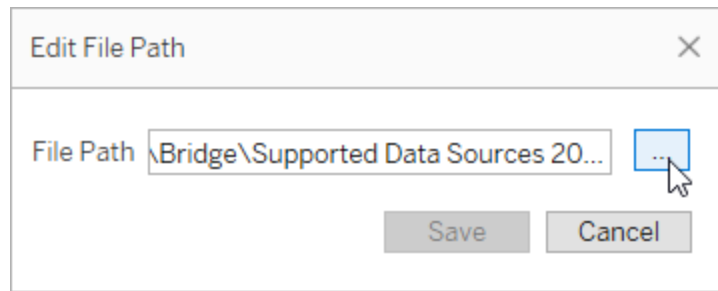 Edit File Path
File Path \Bridge\Supported Data Sources 20... ...
Save Cancel